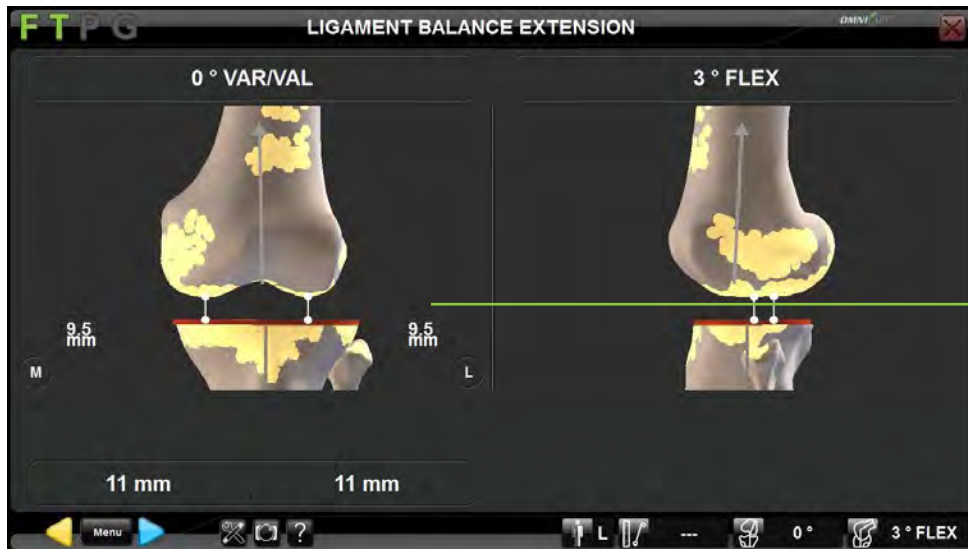 F T P G
LIGAMENT BALANCE EXTENSION
0 ° VAR/VAL
3 ° FLEX
9.5 mm
9.5 mm
M
L
11 mm
11 mm
Menu
?
L
---
0 °
3 ° FLEX